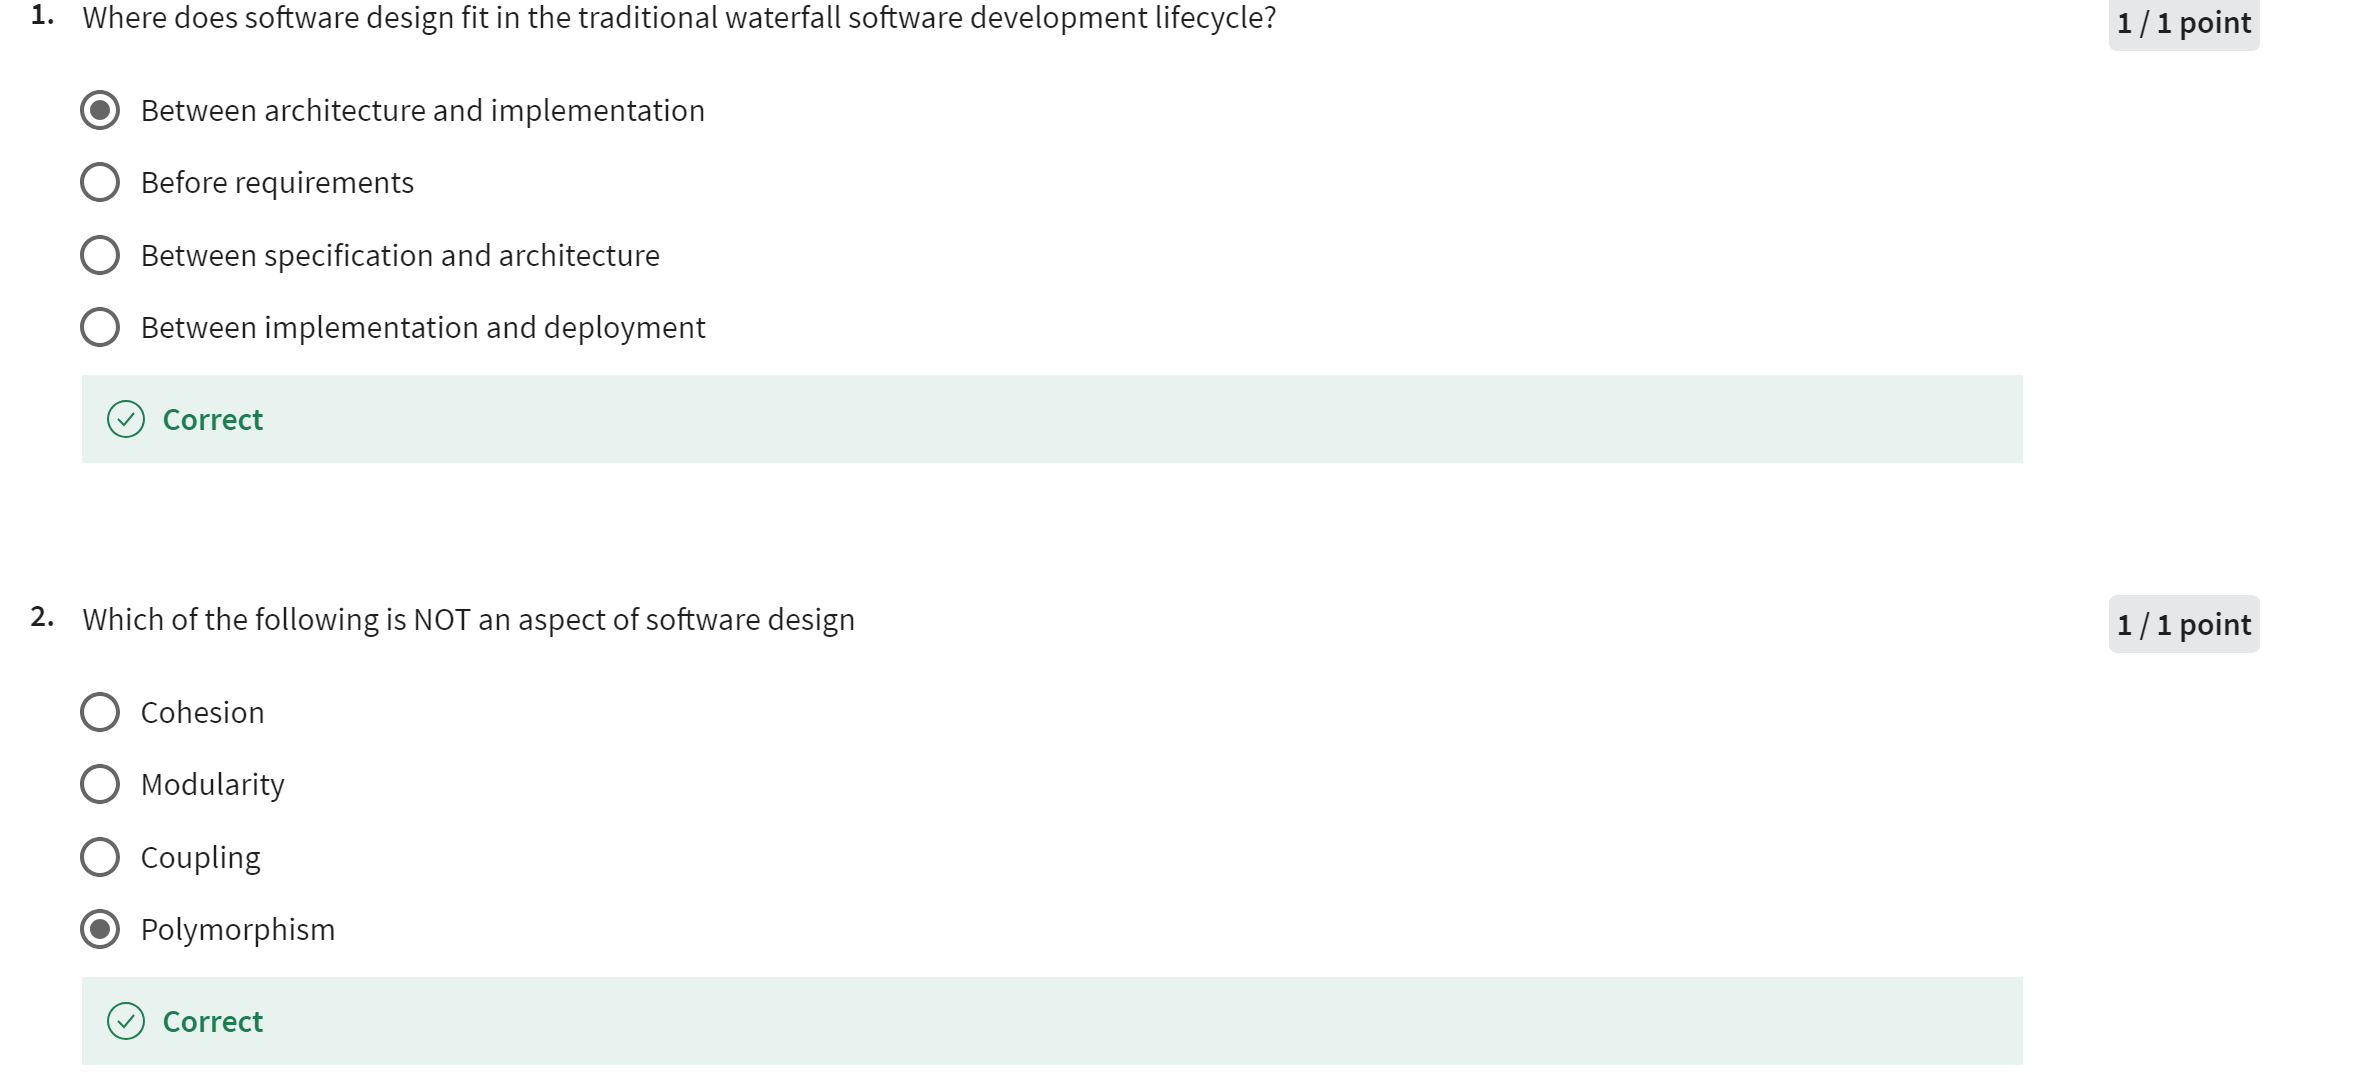 1. Where does software design fit in the traditional waterfall software development lifecycle?
1 / 1 point
Between architecture and implementation
Before requirements
Between specification and architecture
Between implementation and deployment
Correct
2. Which of the following is NOT an aspect of software design
1 / 1 point
Cohesion
Modularity
Coupling
Polymorphism
Correct